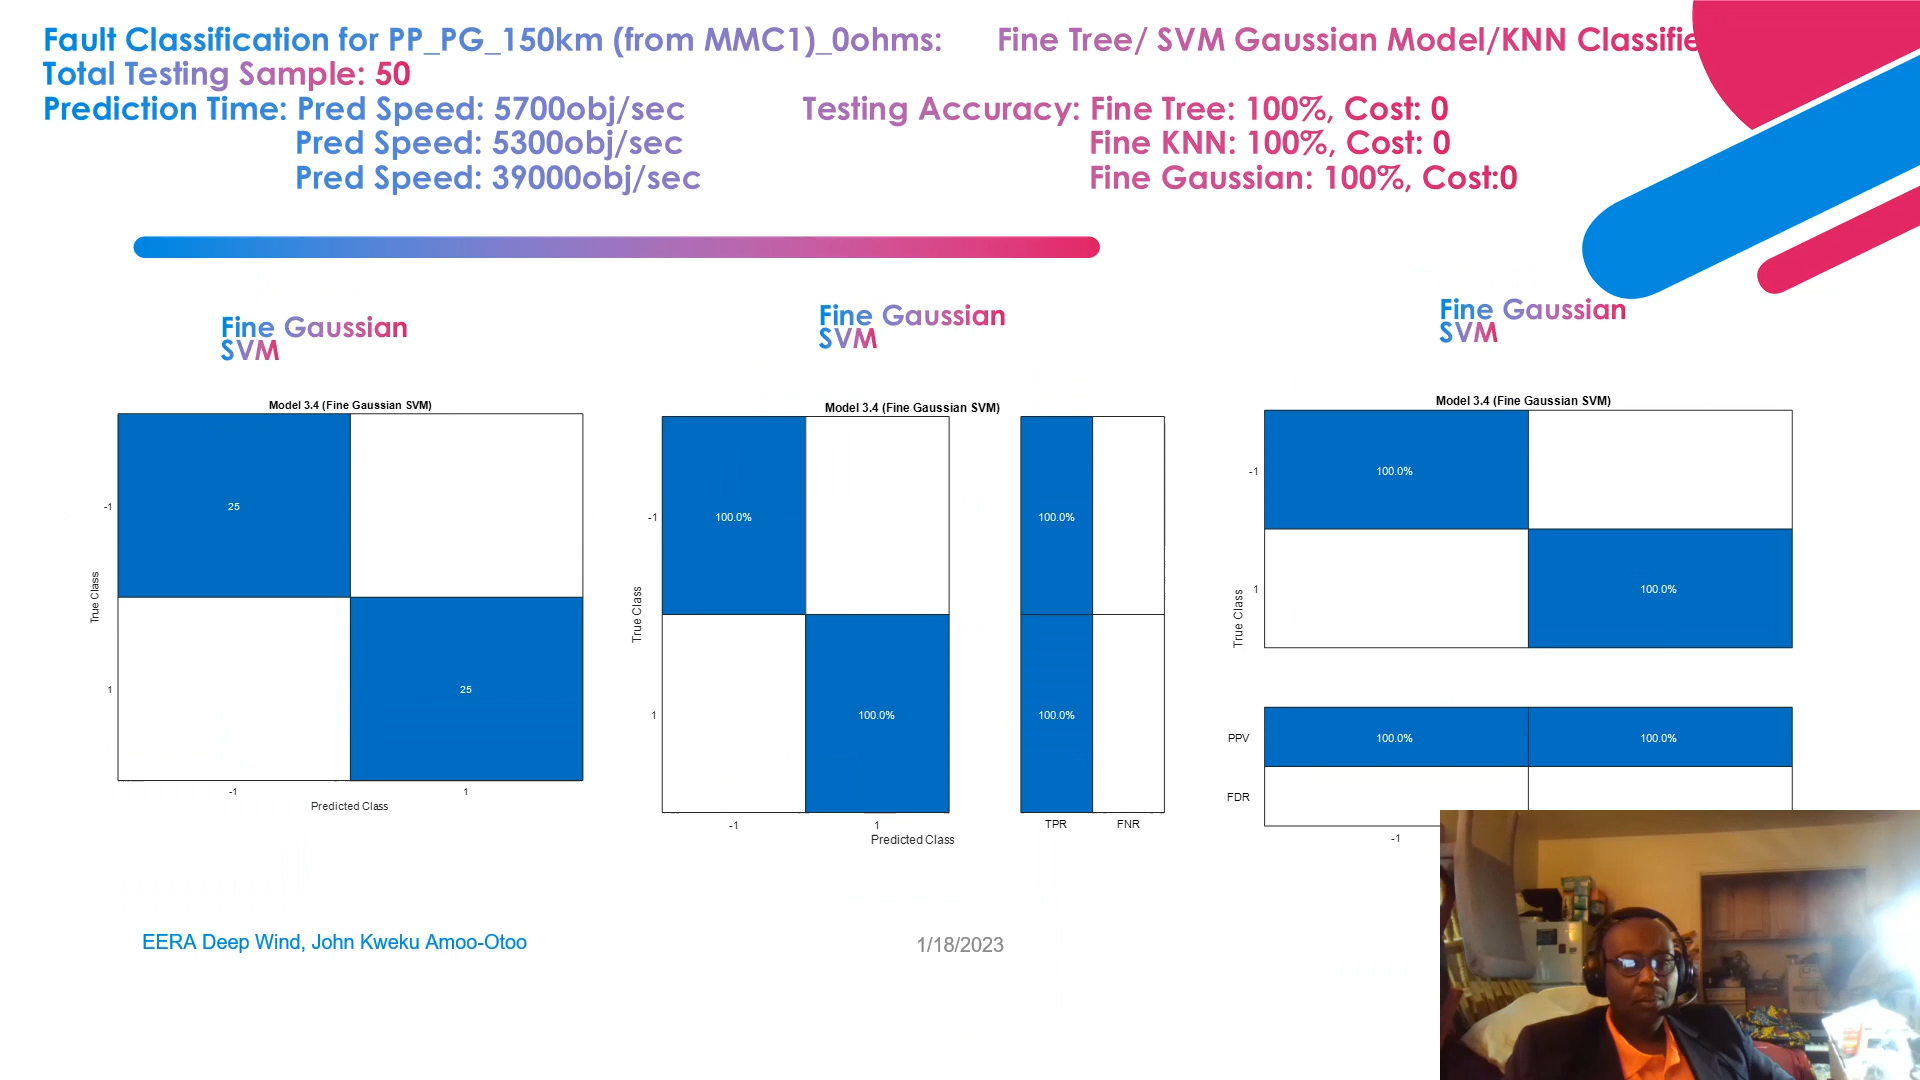 Fault Classification for PP_PG_150km (from MMC1)_0ohms: Fine Tree/ SVM Gaussian Model/KNN Classifie
Total Testing Sample: 50
Prediction Time: Pred Speed: 5700obj/sec Testing Accuracy: Fine Tree: 100%, Cost: 0
Pred Speed: 5300obj/sec Fine KNN: 100%, Cost: 0
Pred Speed: 39000obj/sec Fine Gaussian: 100%, Cost:0
Fine Gaussian
SVM
Model 3.4 (Fine Gaussian SVM)
True Class
-1
25
1
25
-1
1
Predicted Class
Fine Gaussian
SVM
Model 3.4 (Fine Gaussian SVM)
True Class
-1
100.0%
100.0%
1
100.0%
100.0%
-1
1
TPR
FNR
Predicted Class
Fine Gaussian
SVM
Model 3.4 (Fine Gaussian SVM)
True Class
-1
100.0%
1
100.0%
PPV
100.0%
100.0%
FDR
-1
EERA Deep Wind, John Kweku Amoo-Otoo
1/18/2023